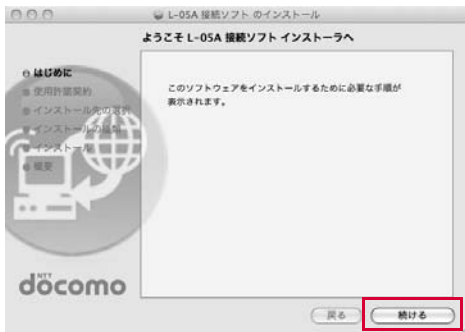 L-05A 接続ソフト のインストール
ようこそ L-05A 接続ソフト インストーラへ
はじめに
使用許諾契約
インストール先の選択
インストールの種類
インストール
概要
このソフトウェアをインストールするために必要な手順が
表示されます。
NTT
docomo
戻る
続ける